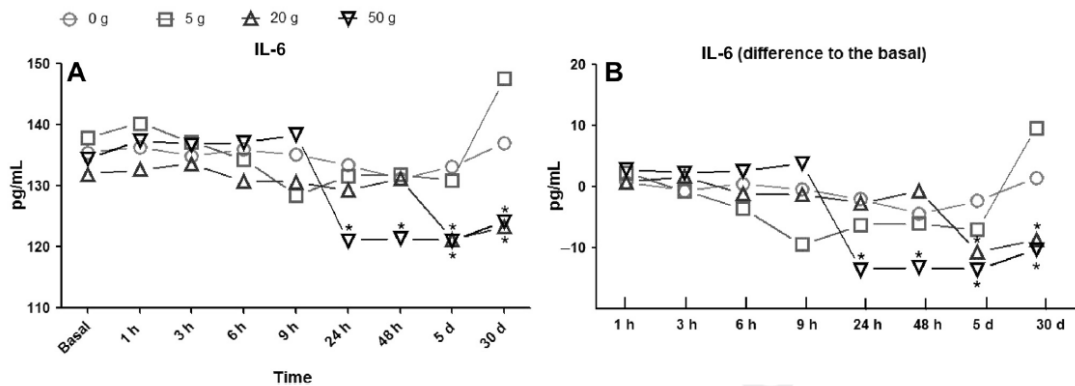 0 g 5 g 20 g 50 g
IL-6
A
150
140
130
120
110
pg/mL
* * * * * *
Basal 1 h 3 h 6 h 9 h 24 h 48 h 5 d 30 d
Time
IL-6 (difference to the basal)
B
20
10
0
−10
pg/mL
* * * * * *
1 h 3 h 6 h 9 h 24 h 48 h 5 d 30 d